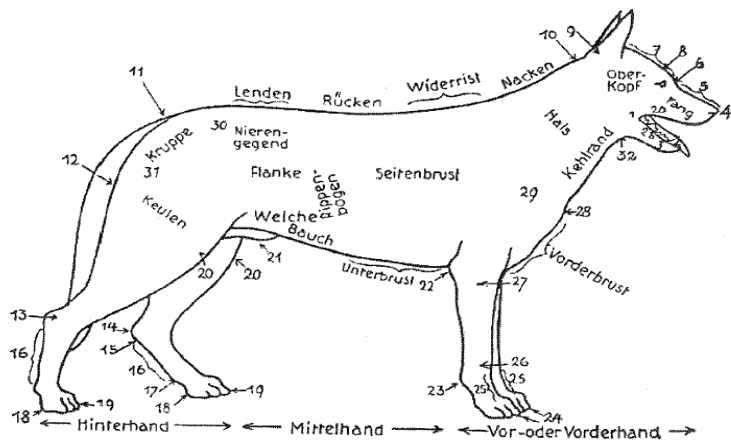 10
9
7
8
6
5
4
11
Lenden
Rücken
Widerrist
Nacken
Ober-
Kopf
Fang
1
20
25
12
Kruppe
31
30
Nieren-
gegend
Hals
Kehlrand
32
Flanke
Rippen-
bogen
Seitenbrust
29
28
Keulen
Welche
Bauch
20
20
21
Unterbrust
22
27
Vorderbrust
13
14
15
16
16
17
18
19
18
19
26
25
25
23
24
Hinterhand
Mittelhand
Vor-oder Vorderhand